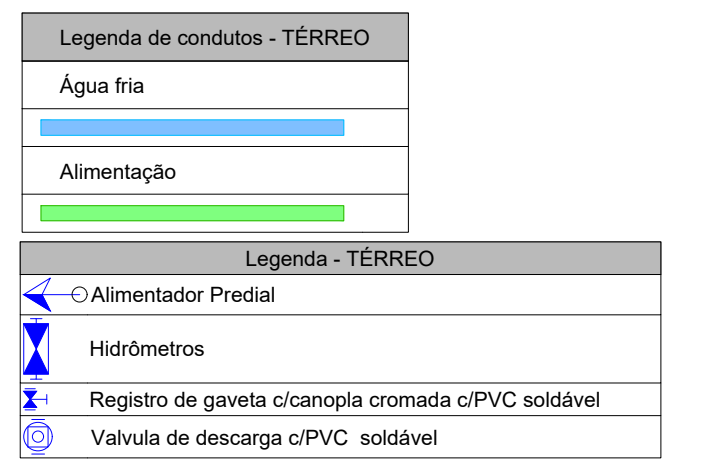 Legenda de condutos - TÉRREO
Água fria
Alimentação
Legenda - TÉRREO
Alimentador Predial
Hidrômetros
Registro de gaveta c/canopla cromada c/PVC soldável
Valvula de descarga c/PVC soldável